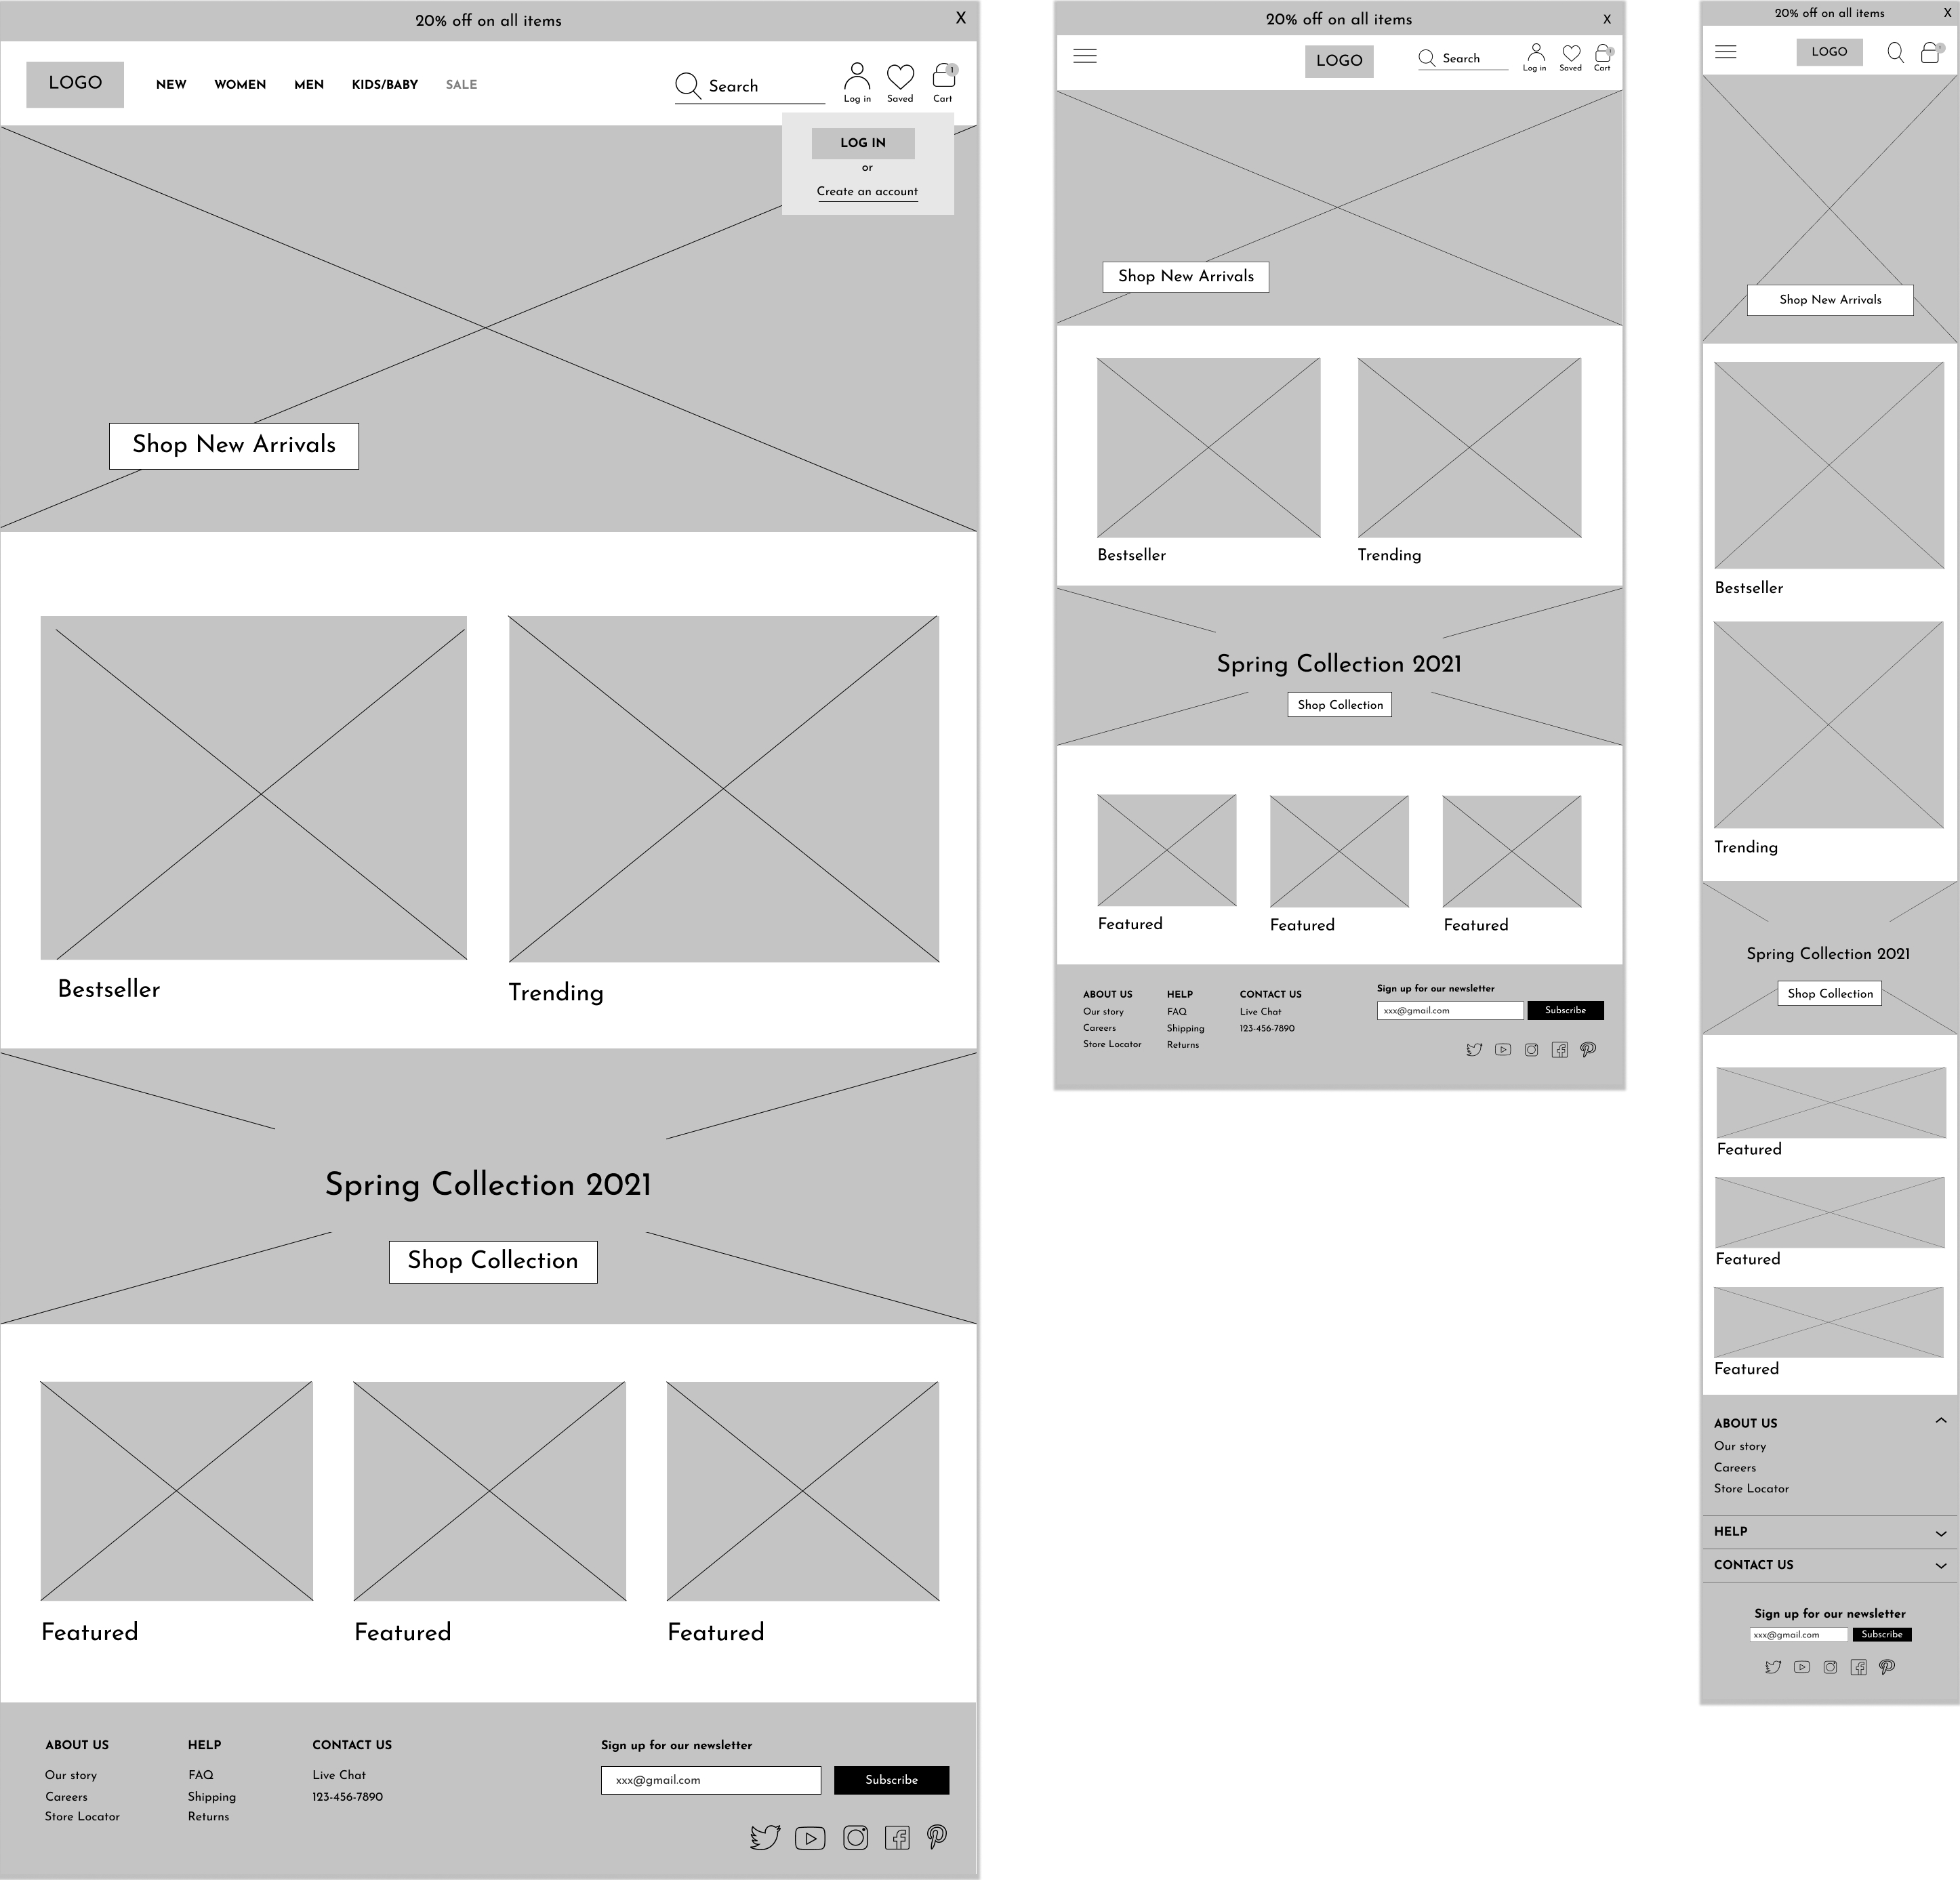 20% off on all items X
LOGO NEW WOMEN MEN KIDS/BABY SALE Search 1
Log in Saved Cart
LOG IN
or
Create an account
Shop New Arrivals
Bestseller Trending
Spring Collection 2021
Shop Collection
Featured Featured Featured
ABOUT US HELP CONTACT US Sign up for our newsletter
Our story FAQ Live Chat xxx@gmail.com Subscribe
Careers Shipping 123-456-7890
Store Locator Returns
20% off on all items X
LOGO Search 1
Log in Saved Cart
Shop New Arrivals
Bestseller Trending
Spring Collection 2021
Shop Collection
Featured Featured Featured
Sign up for our newsletter
ABOUT US HELP CONTACT US
Our story FAQ Live Chat xxx@gmail.com Subscribe
Careers Shipping 123-456-7890
Store Locator Returns
20% off on all items X
LOGO 1
Shop New Arrivals
Bestseller
Trending
Spring Collection 2021
Shop Collection
Featured
Featured
Featured
ABOUT US
Our story
Careers
Store Locator
HELP
CONTACT US
Sign up for our newsletter
xxx@gmail.com Subscribe